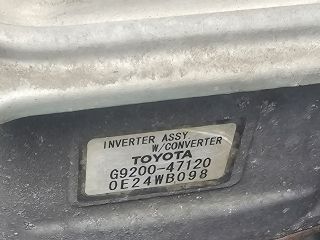 INVERTER ASSY
W/CONVERTER
TOYOTA
G9200-47120
0E24WB098